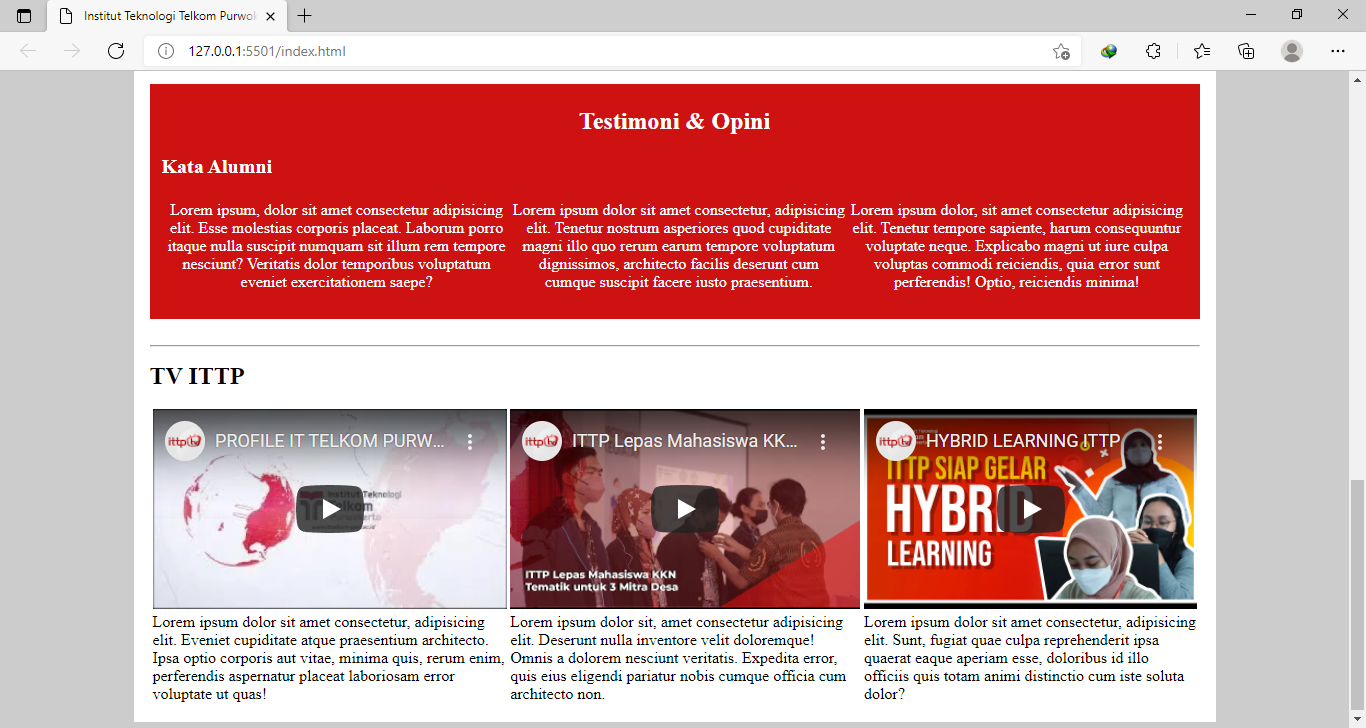 Institut Teknologi Telkom Purwok
127.0.0.1:5501/index.html
Testimoni & Opini
Kata Alumni
Lorem ipsum, dolor sit amet consectetur adipisicing
elit. Esse molestias corporis placeat. Laborum porro
itaque nulla suscipit numquam sit illum rem tempore
nesciunt? Veritatis dolor temporibus voluptatum
eveniet exercitationem saepe?
Lorem ipsum dolor sit amet consectetur, adipisicing
elit. Tenetur nostrum asperiores quod cupiditate
magni illo quo rerum earum tempore voluptatum
dignissimos, architecto facilis deserunt cum
cumque suscipit facere iusto praesentium.
Lorem ipsum dolor, sit amet consectetur adipisicing
elit. Tenetur tempore sapiente, harum consequuntur
voluptate neque. Explicabo magni ut iure culpa
voluptas commodi reiciendis, quia error sunt
perferendis! Optio, reiciendis minima!
TV ITTP
ittp tv
PROFILE IT TELKOM PURW...
Institut Teknologi
Telkom
Lorem ipsum dolor sit amet consectetur, adipisicing
elit. Eveniet cupiditate atque praesentium architecto.
Ipsa optio corporis aut vitae, minima quis, rerum enim,
perferendis aspernatur placeat laboriosam error
voluptate ut quas!
ittp tv
ITTP Lepas Mahasiswa KK...
ITTP Lepas Mahasiswa KKN
Tematik untuk 3 Mitra Desa
Lorem ipsum dolor sit, amet consectetur adipisicing
elit. Deserunt nulla inventore velit doloremque!
Omnis a dolorem nesciunt veritatis. Expedita error,
quis eius eligendi pariatur nobis cumque officia cum
architecto non.
ittp tv
HYBRID LEARNING ITTP
ITTP SIAP GELAR
HYBRID
LEARNING
Lorem ipsum dolor sit amet consectetur, adipisicing
elit. Sunt, fugiat quae culpa reprehenderit ipsa
quaerat eaque aperiam esse, doloribus id illo
officiis quis totam animi distinctio cum iste soluta
dolor?